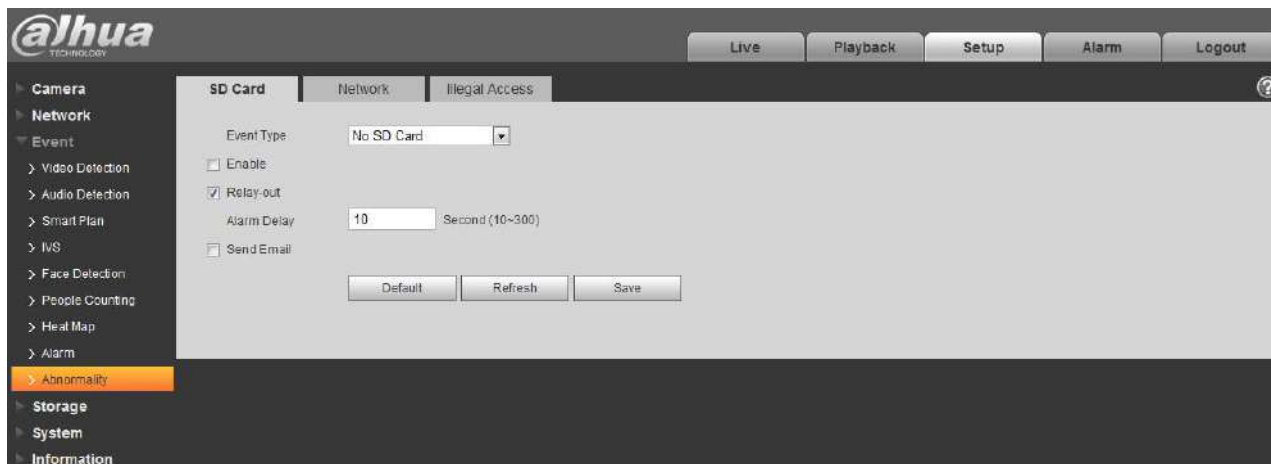 alhua
TECHNOLOGY
Live Playback Setup Alarm Logout
Camera
Network
Event
Video Detection
Audio Detection
Smart Plan
IVS
Face Detection
People Counting
Heat Map
Alarm
Abnormality
Storage
System
Information
SD Card Network Illegal Access
Event Type No SD Card
Enable
Relay-out
Alarm Delay 10 Second (10~300)
Send Email
Default Refresh Save